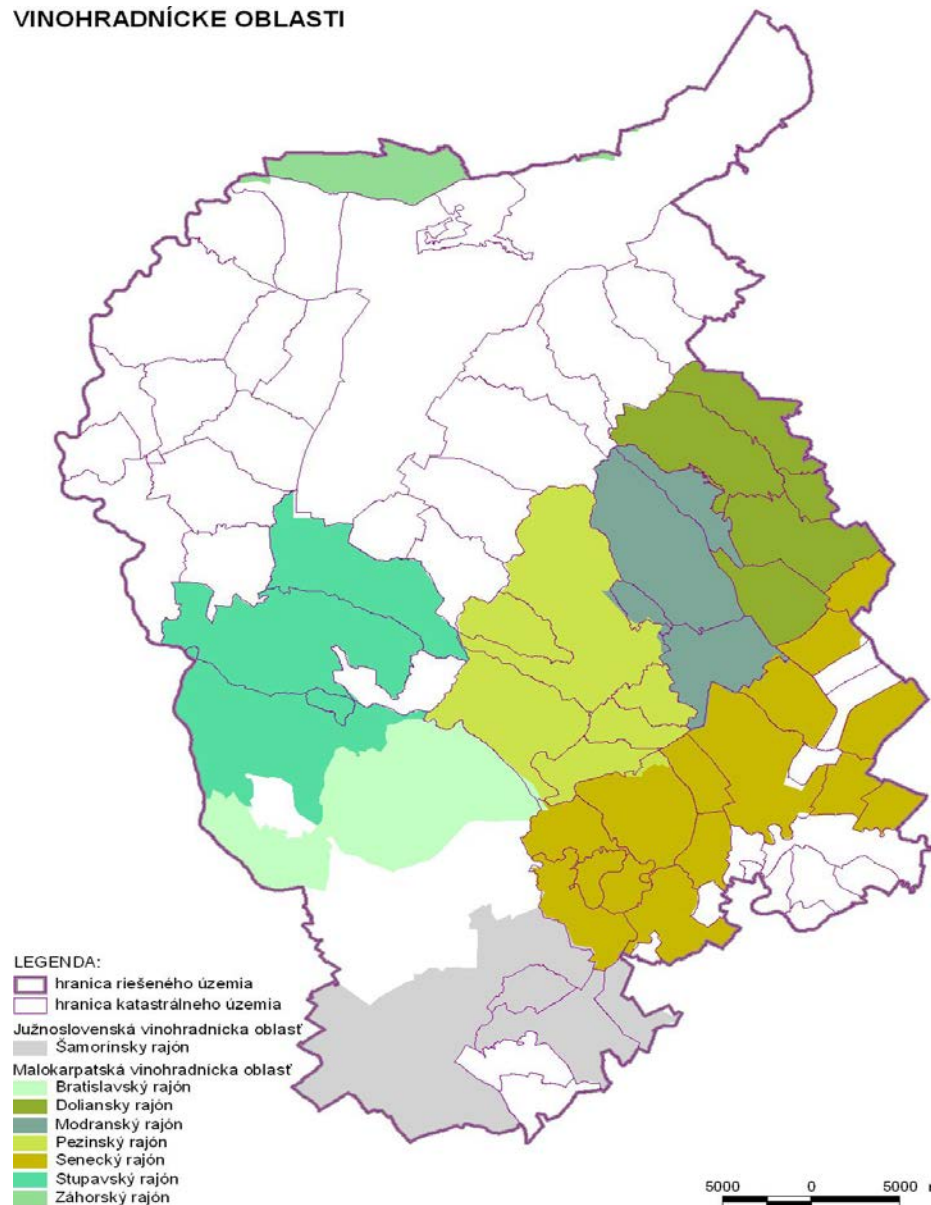 VINOHRADNÍCKE OBLASTI
LEGENDA:
hranica riešeného územia
hranica katastrálneho územia
Južnoslovenská vinohradnícka oblasť
Šamorinsky rajón
Malokarpatská vinohradnícka oblasť
Bratislavský rajón
Doliansky rajón
Modranský rajón
Pezinský rajón
Senecký rajón
Stupavský rajón
Záhorský rajón
5000 0 5000